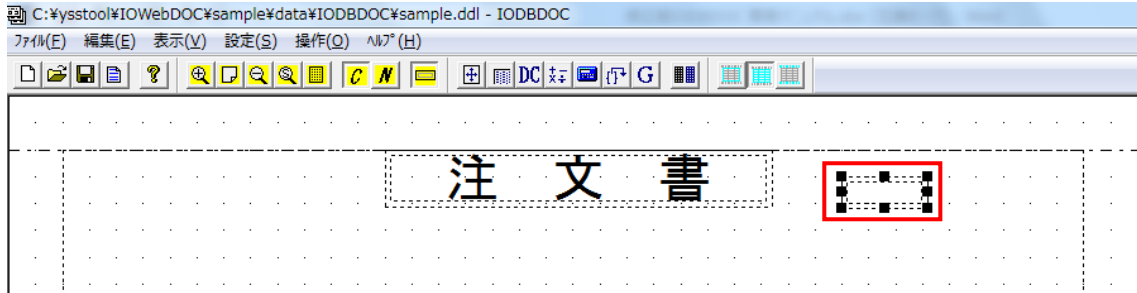 C:¥ysstool¥IOWebDOC¥sample¥data¥IODBDOC¥sample.ddl - IODBDOC
ﾌｧｲﾙ(F) 編集(E) 表示(V) 設定(S) 操作(O) ﾍﾙﾌﾟ(H)
? C N DC G
注 文 書